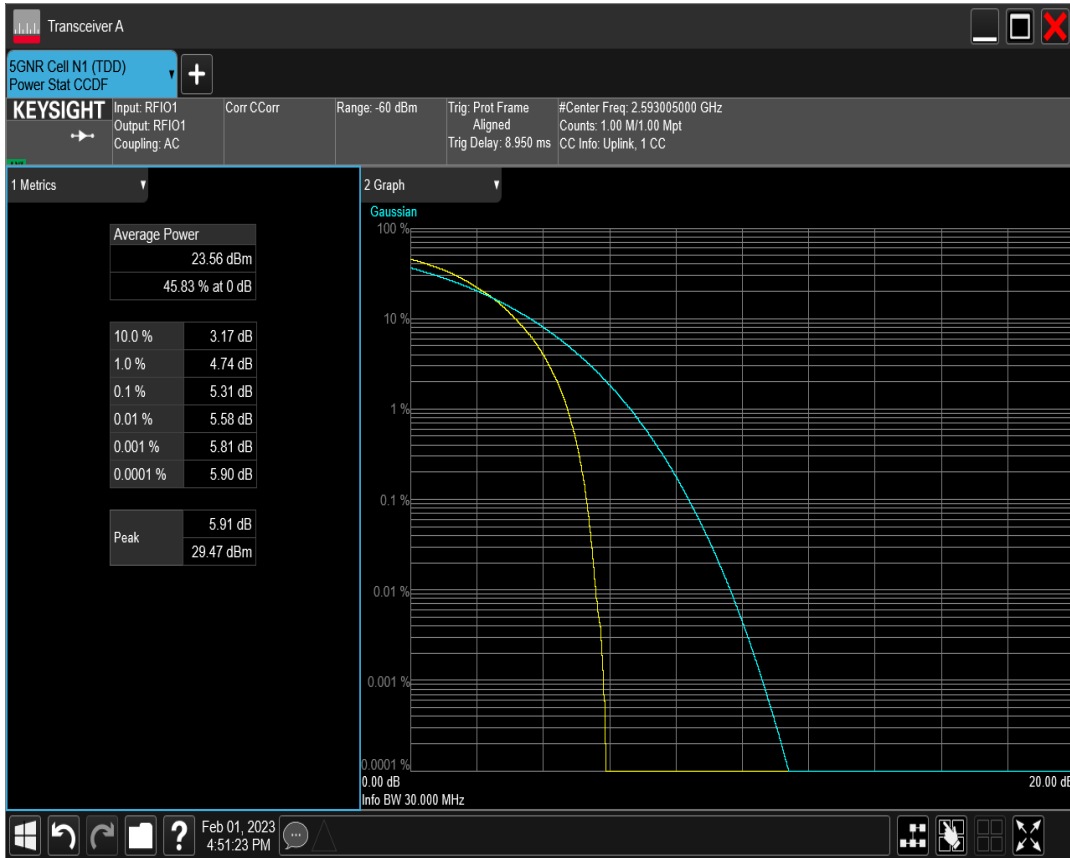 Transceiver A
5GNR Cell N1 (TDD)
Power Stat CCDF
KEYSIGHT
Input: RFIO1
Output: RFIO1
Coupling: AC
Corr CCorr
Range: -60 dBm
Trig: Prot Frame
Aligned
Trig Delay: 8.950 ms
#Center Freq: 2.593005000 GHz
Counts: 1.00 M/1.00 Mpt
CC Info: Uplink, 1 CC
1 Metrics
Average Power
23.56 dBm
45.83 % at 0 dB
10.0 % 3.17 dB
1.0 % 4.74 dB
0.1 % 5.31 dB
0.01 % 5.58 dB
0.001 % 5.81 dB
0.0001 % 5.90 dB
Peak
5.91 dB
29.47 dBm
2 Graph
Gaussian
100 %
10 %
1 %
0.1 %
0.01 %
0.001 %
0.0001 %
0.00 dB
20.00 dB
Info BW 30.000 MHz
Feb 01, 2023
4:51:23 PM